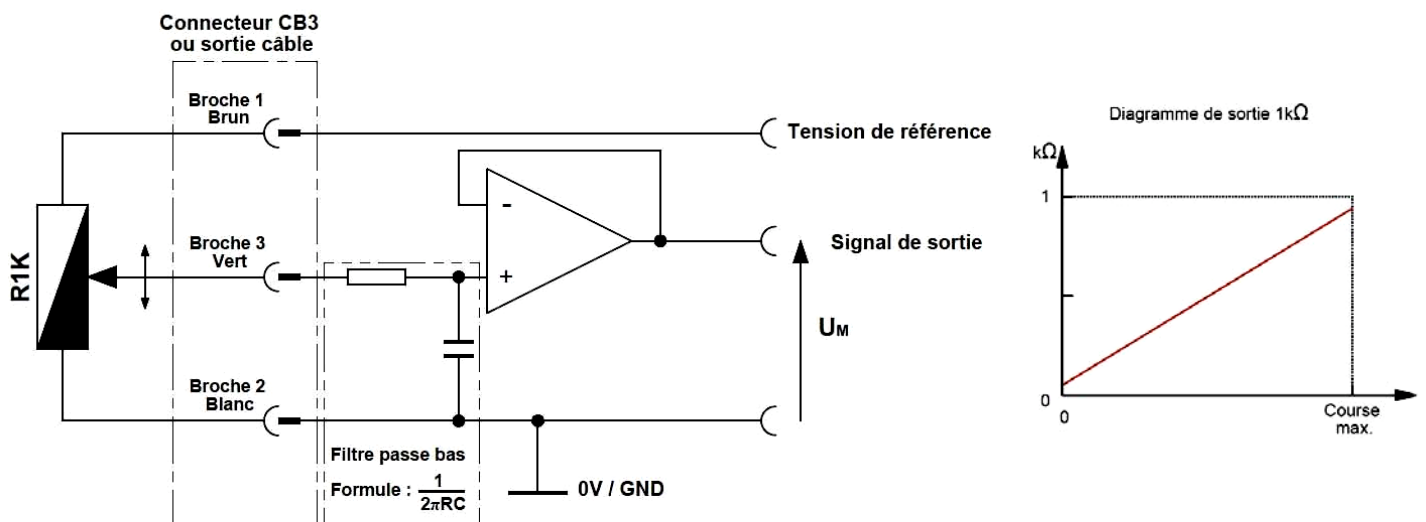 Connecteur CB3
ou sortie câble
Broche 1
Brun
Tension de référence
R1K
Broche 3
Vert
-
+
Signal de sortie
UM
Broche 2
Blanc
Filtre passe bas
Formule : 1
2πRC
0V / GND
Diagramme de sortie 1kΩ
kΩ
1
0
0
Course
max.